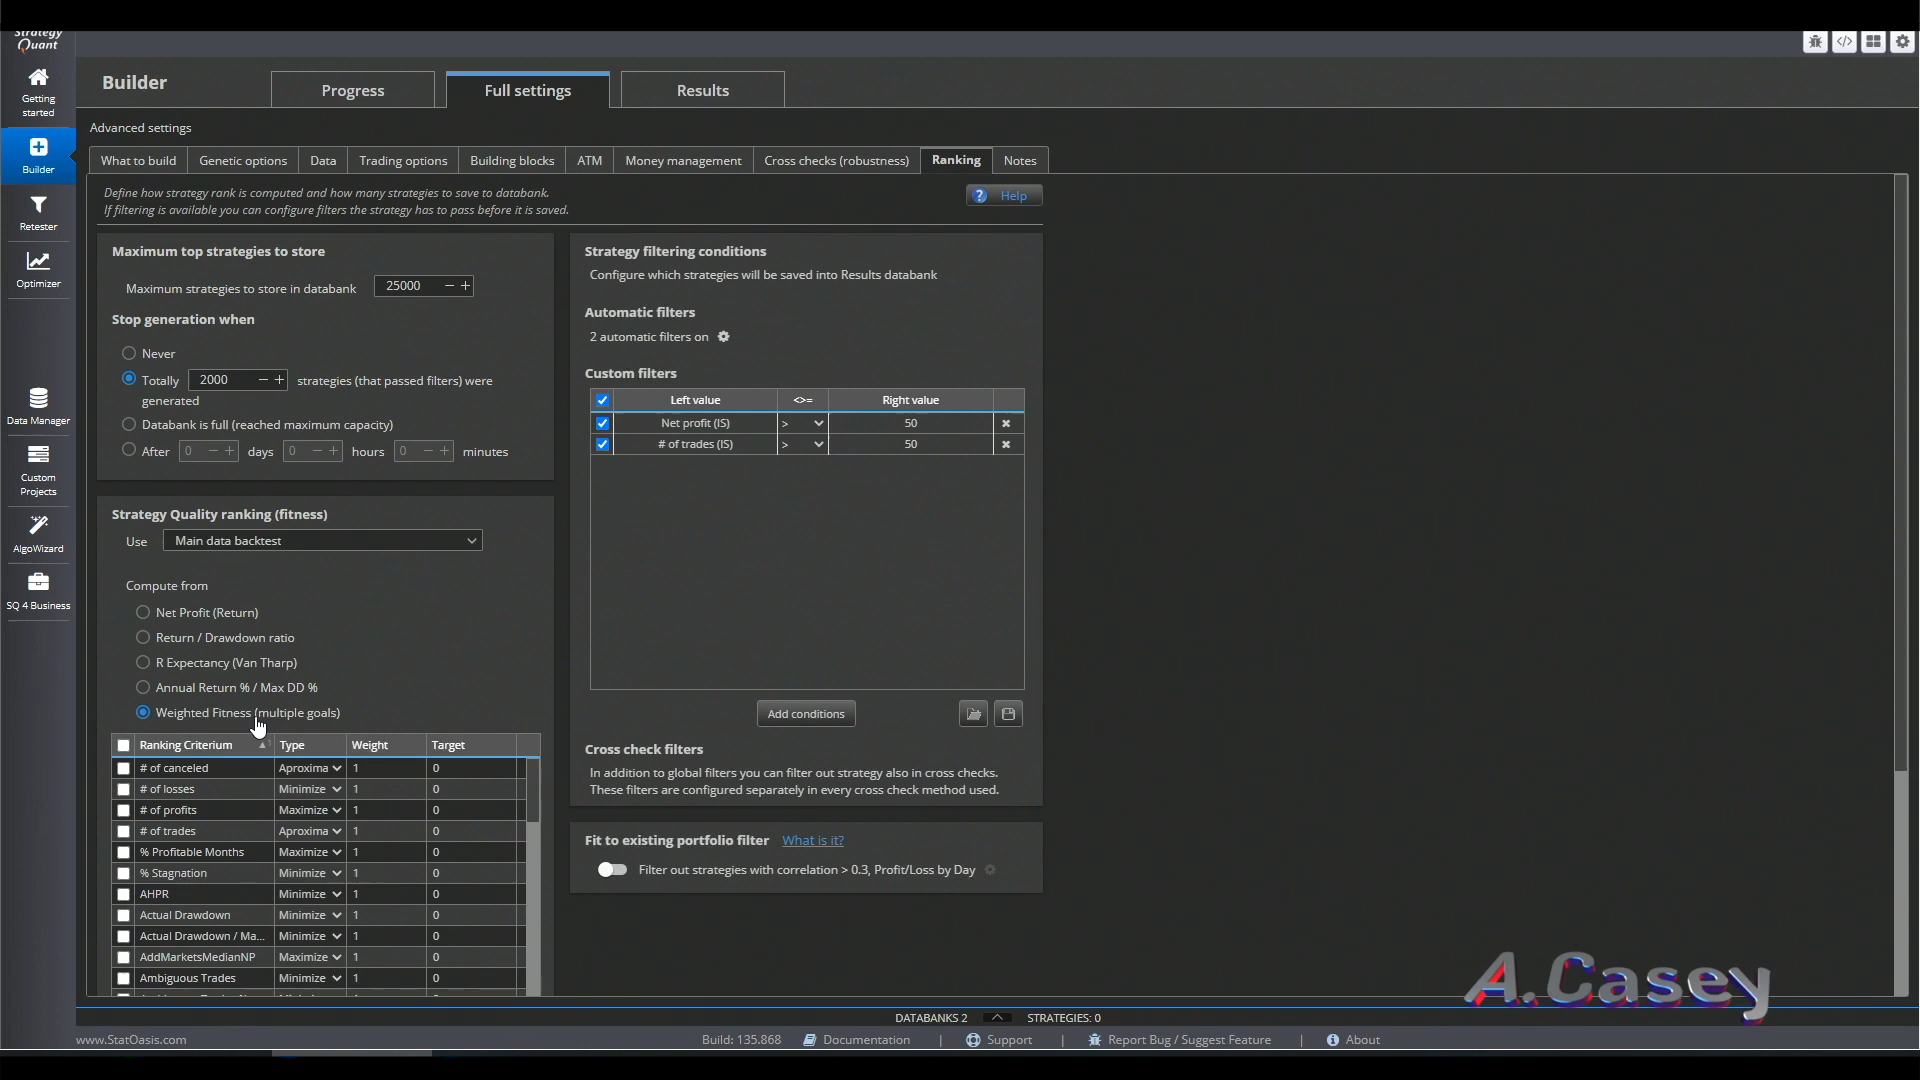 Strategy
Quant
Getting
started
Builder
Retester
Optimizer
Data Manager
Custom
Projects
AlgoWizard
SQ 4 Business
Builder
Progress
Full settings
Results
Advanced settings
What to build
Genetic options
Data
Trading options
Building blocks
ATM
Money management
Cross checks (robustness)
Ranking
Notes
Define how strategy rank is computed and how many strategies to save to databank.
If filtering is available you can configure filters the strategy has to pass before it is saved.
? Help
Maximum top strategies to store
Maximum strategies to store in databank 25000 − +
Stop generation when
Never
Totally 2000 − + strategies (that passed filters) were
generated
Databank is full (reached maximum capacity)
After 0 − + days 0 − + hours 0 − + minutes
Strategy Quality ranking (fitness)
Use Main data backtest
Compute from
Net Profit (Return)
Return / Drawdown ratio
R Expectancy (Van Tharp)
Annual Return % / Max DD %
Weighted Fitness (multiple goals)
Ranking Criterium Type Weight Target
# of canceled Aproxima 1 0
# of losses Minimize 1 0
# of profits Maximize 1 0
# of trades Aproxima 1 0
% Profitable Months Maximize 1 0
% Stagnation Minimize 1 0
AHPR Minimize 1 0
Actual Drawdown Minimize 1 0
Actual Drawdown / Ma... Minimize 1 0
AddMarketsMedianNP Maximize 1 0
Ambiguous Trades Minimize 1 0
Strategy filtering conditions
Configure which strategies will be saved into Results databank
Automatic filters
2 automatic filters on
Custom filters
Left value <>= Right value
Net profit (IS) > 50
# of trades (IS) > 50
Add conditions
Cross check filters
In addition to global filters you can filter out strategy also in cross checks.
These filters are configured separately in every cross check method used.
Fit to existing portfolio filter What is it?
Filter out strategies with correlation > 0.3, Profit/Loss by Day
A.Casey
DATABANKS 2 STRATEGIES: 0
www.StatOasis.com
Build: 135.868 Documentation | Support | Report Bug / Suggest Feature | About